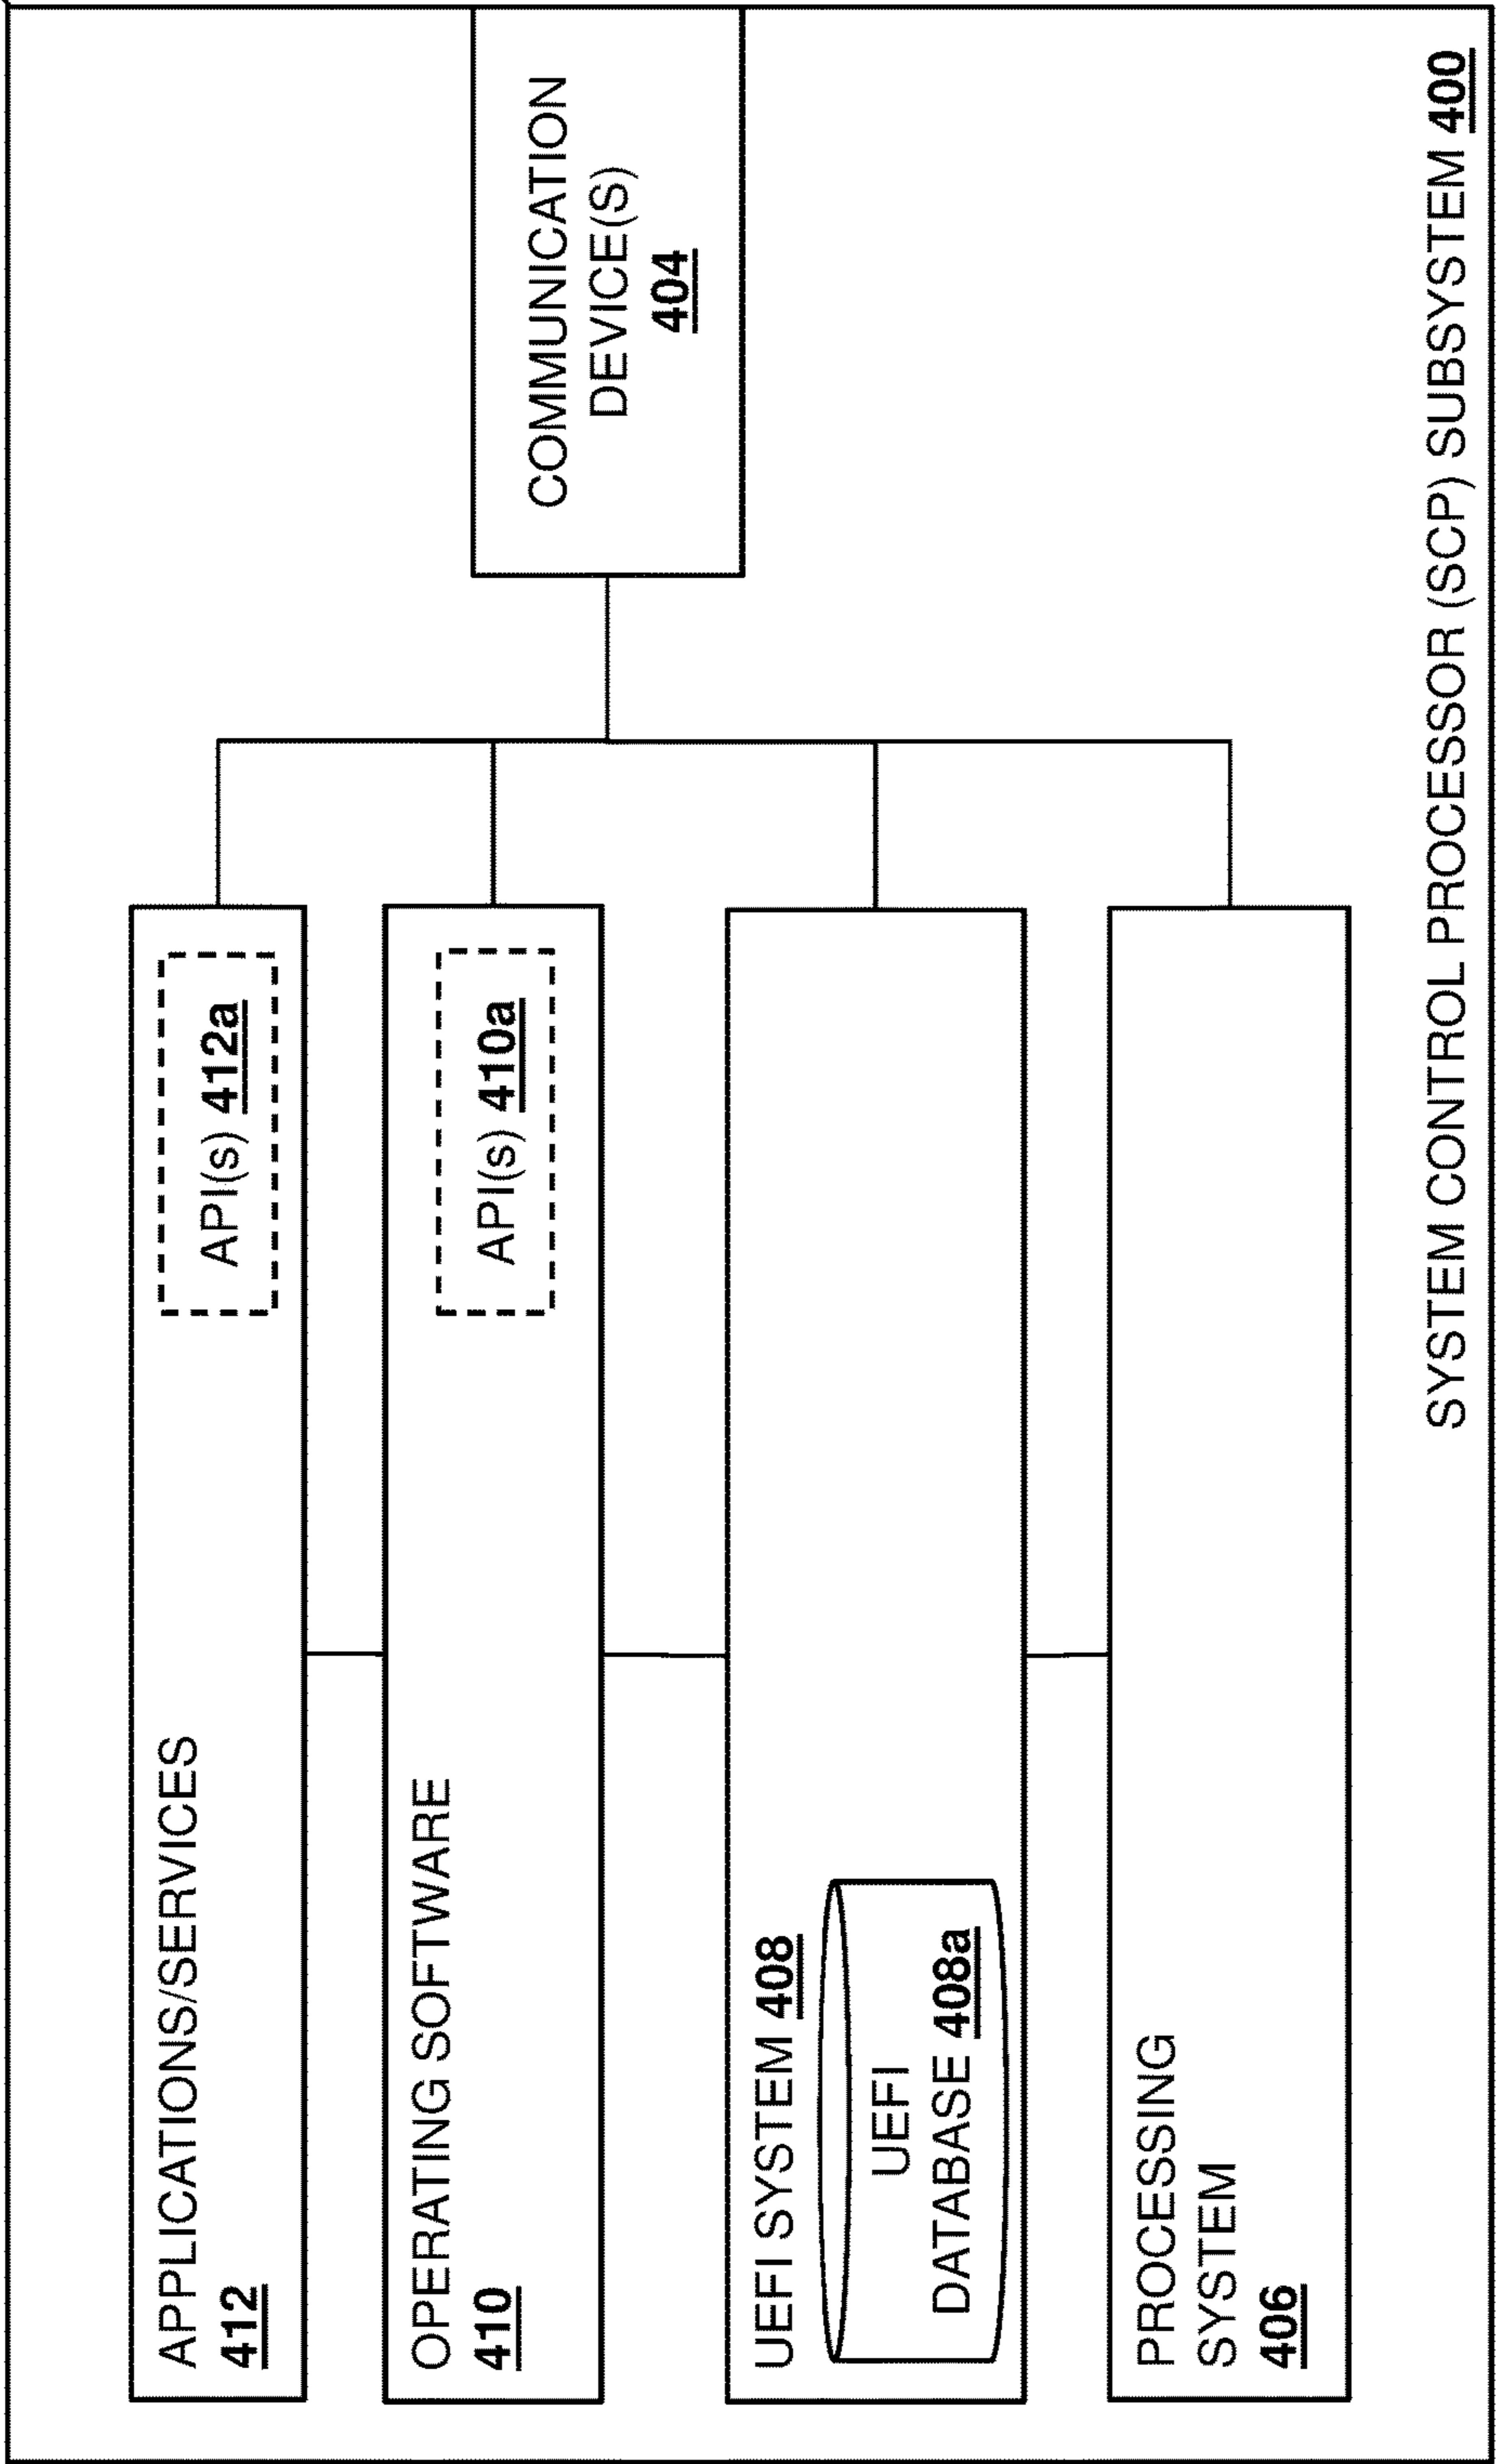 APPLICATIONS/SERVICES
412
API(s) 412a
OPERATING SOFTWARE
410
API(s) 410a
UEFI SYSTEM 408
UEFI
DATABASE 408a
PROCESSING
SYSTEM
406
COMMUNICATION
DEVICE(S)
404
SYSTEM CONTROL PROCESSOR (SCP) SUBSYSTEM 400